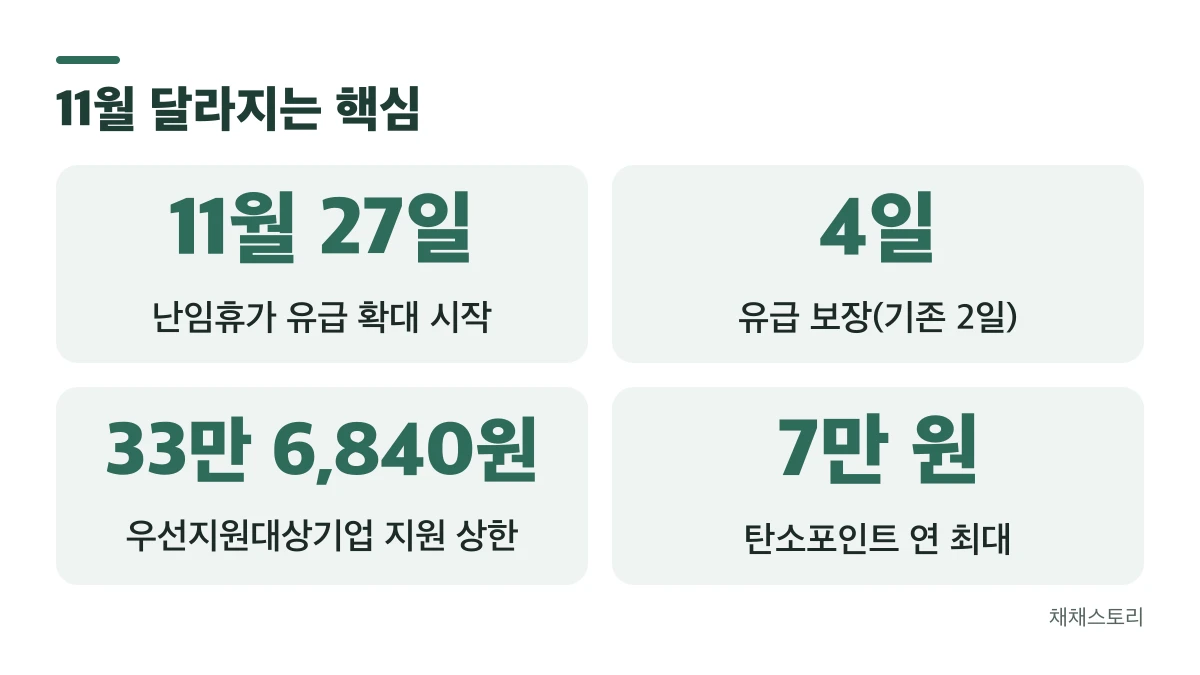 11월 달라지는 핵심
11월 27일
난임휴가 유급 확대 시작
4일
유급 보장(기존 2일)
33만 6,840원
우선지원대상기업 지원 상한
7만 원
탄소포인트 연 최대
채채스토리